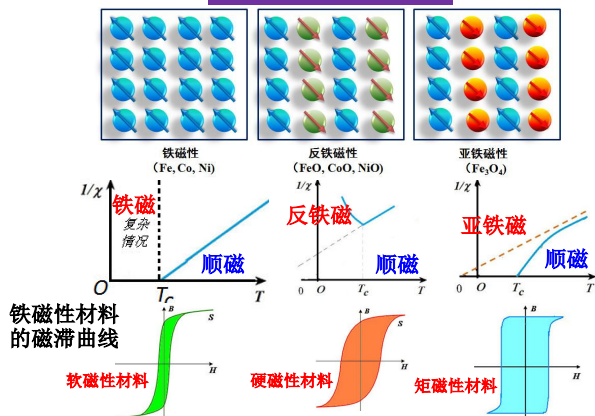 铁磁性
(Fe, Co, Ni)
反铁磁性
(FeO, CoO, NiO)
亚铁磁性
(Fe₃O₄)
1/χ
铁磁
复杂
情况
顺磁
O
T_C
T
1/χ
反铁磁
顺磁
0
O
T_C
T
1/χ
亚铁磁
顺磁
0
O
T_C
T
铁磁性材料
的磁滞曲线
B
S
H
软磁性材料
B
S
H
硬磁性材料
B
H
矩磁性材料